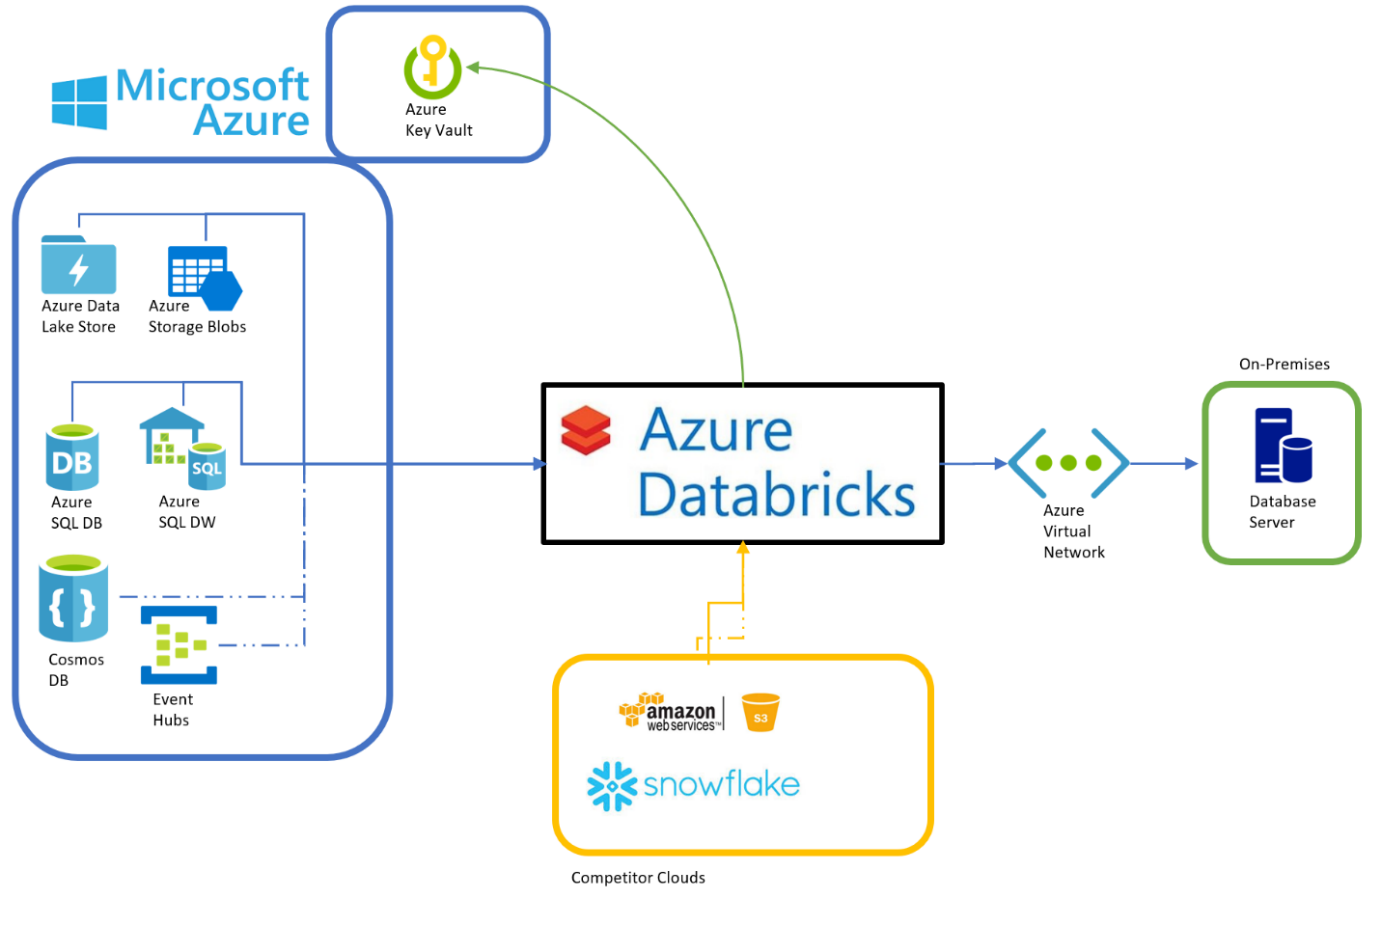 Microsoft
Azure
Azure
Key Vault
Azure Data
Lake Store
Azure
Storage Blobs
DB
SQL
Azure
SQL DB
Azure
SQL DW
{ }
Cosmos
DB
Event
Hubs
Azure
Databricks
Azure
Virtual
Network
On-Premises
Database
Server
amazon
webservices™
S3
snowflake
Competitor Clouds